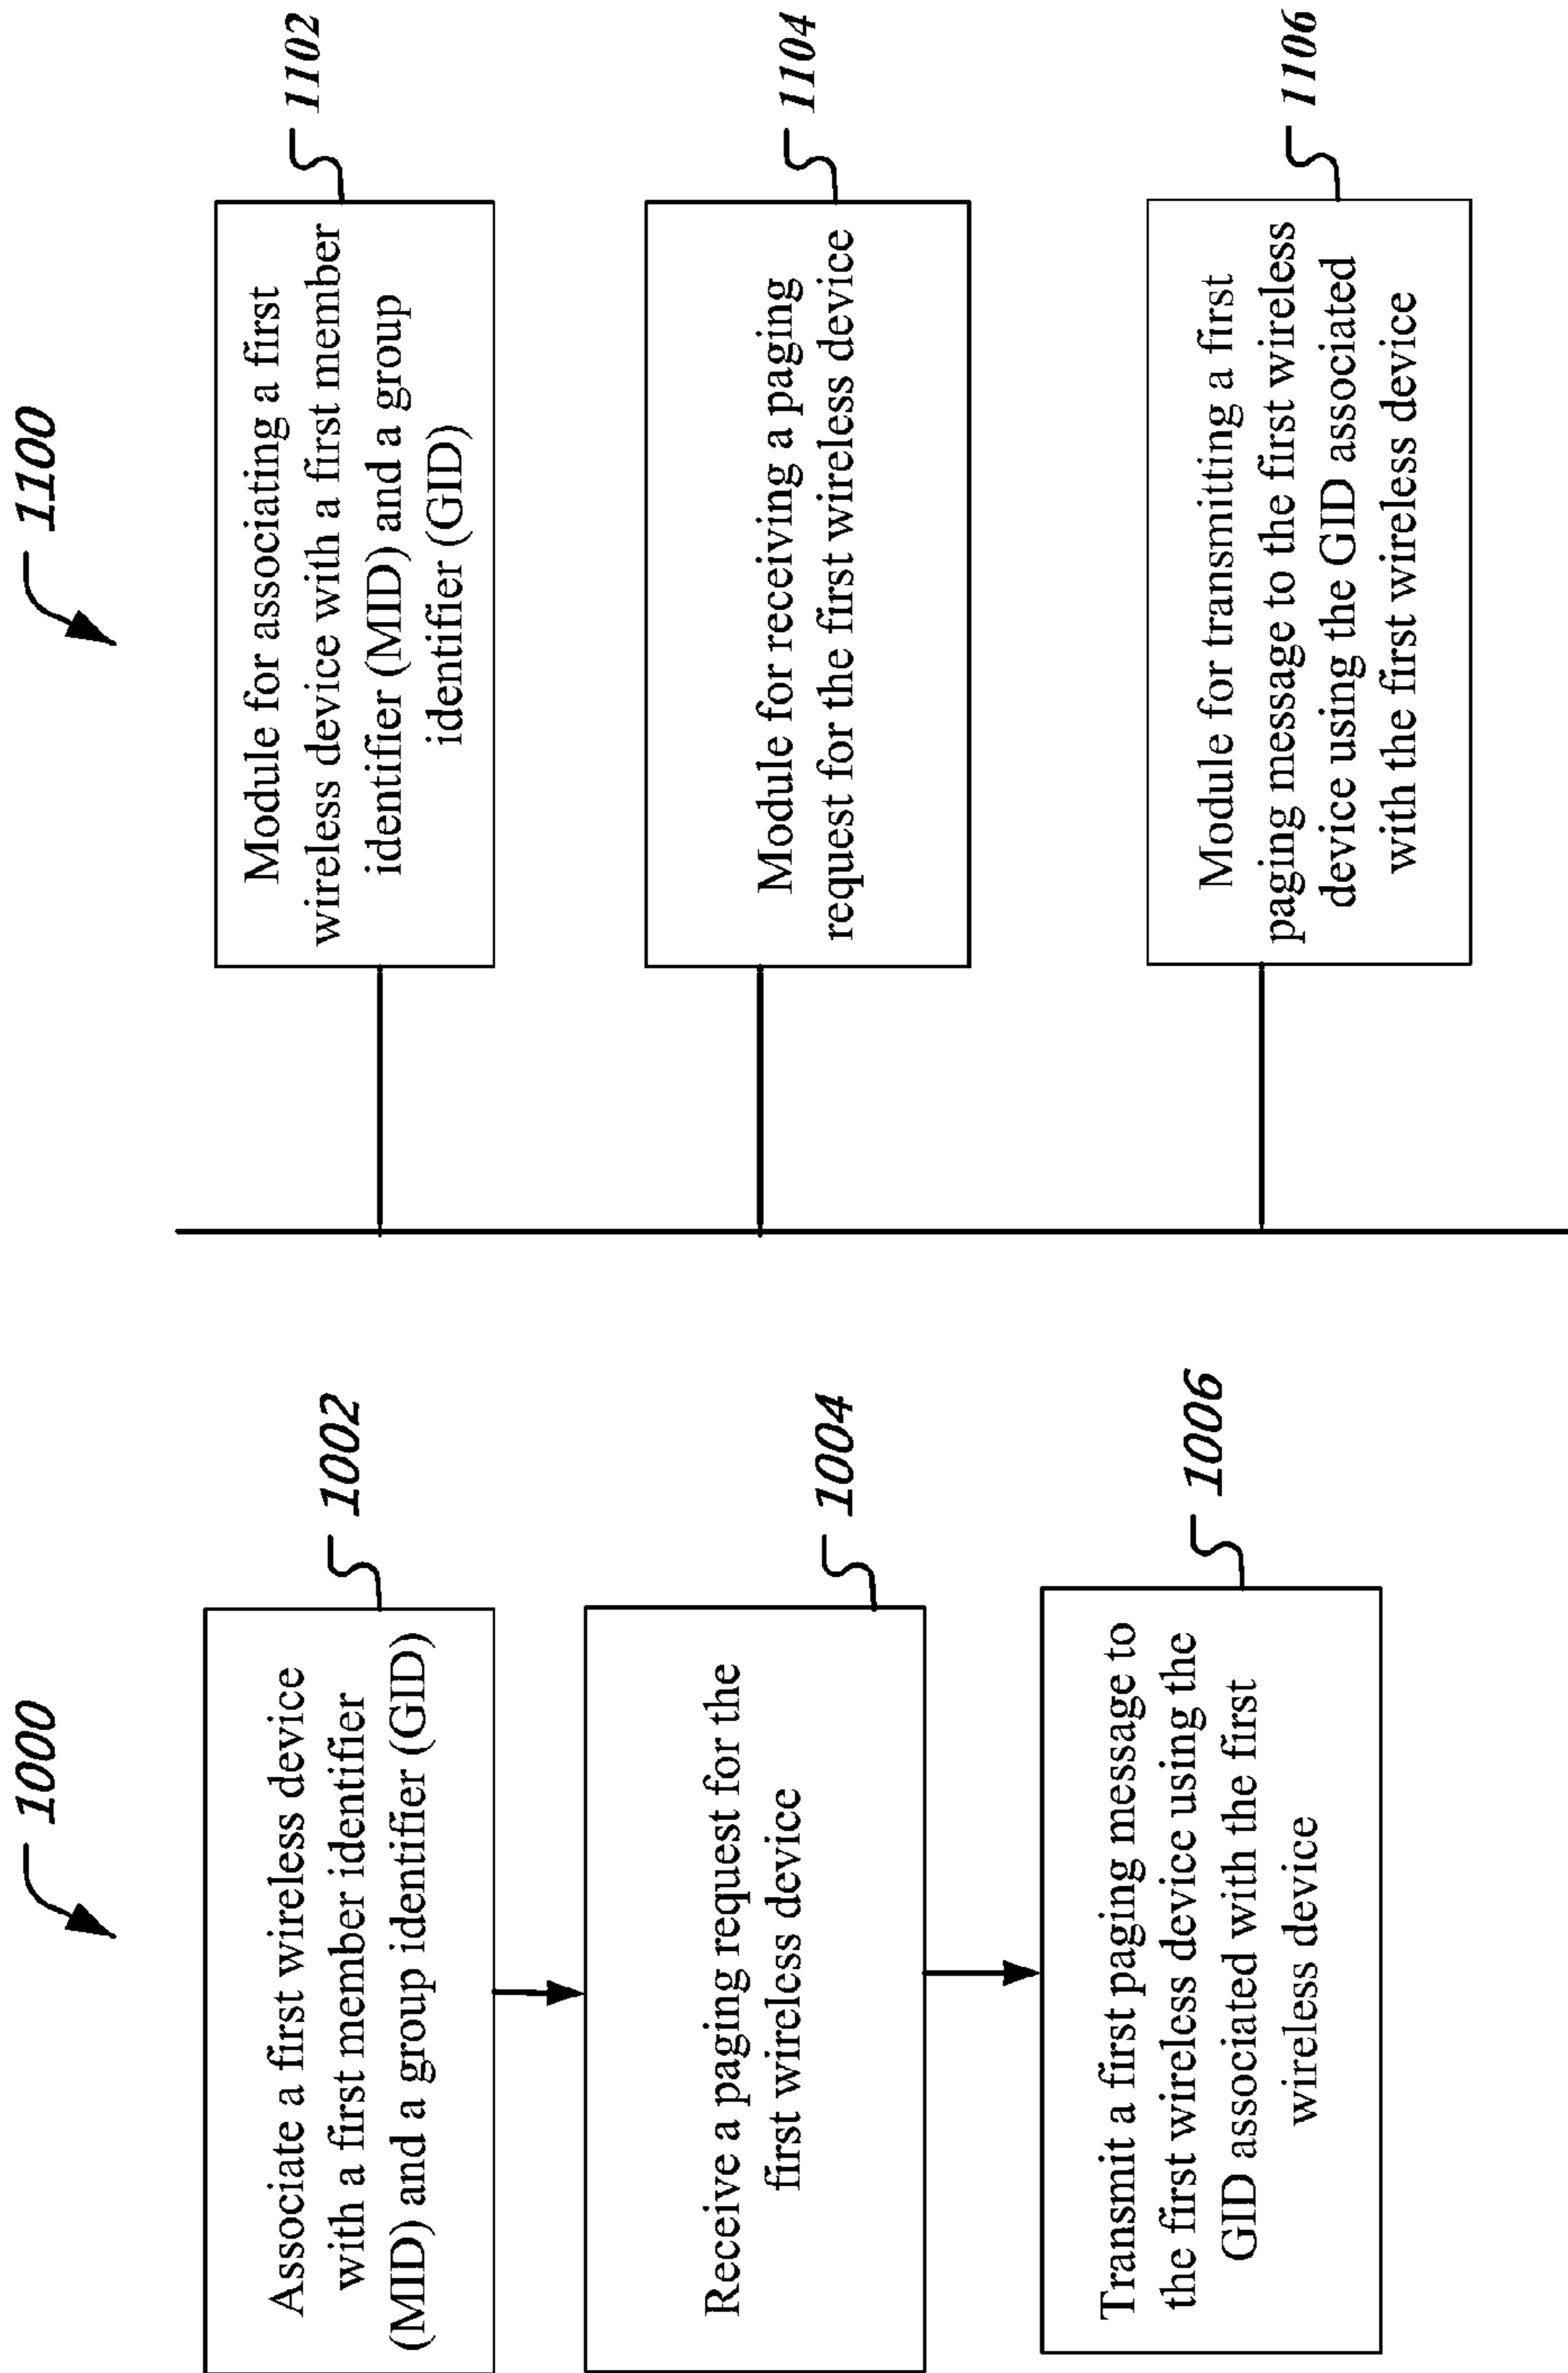 1000
Associate a first wireless device
with a first member identifier
(MID) and a group identifier (GID)
1002
Receive a paging request for the
first wireless device
1004
Transmit a first paging message to
the first wireless device using the
GID associated with the first
wireless device
1006
1100
Module for associating a first
wireless device with a first member
identifier (MID) and a group
identifier (GID)
1102
Module for receiving a paging
request for the first wireless device
1104
Module for transmitting a first
paging message to the first wireless
device using the GID associated
with the first wireless device
1106